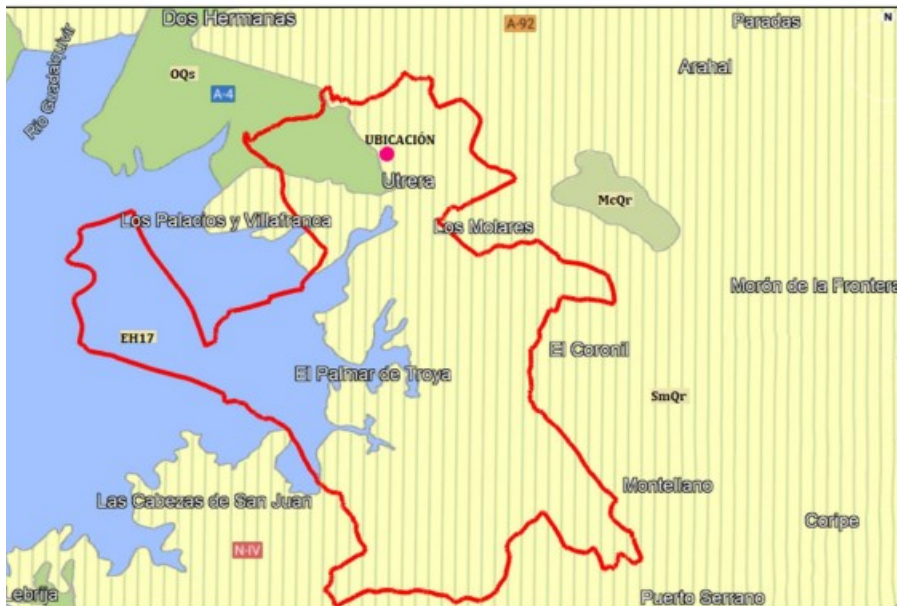 Dos Hermanas
A-92
Paradas
N
Río Guadalquivir
OQs
A-4
Arahal
UBICACIÓN
Utrera
McQr
Los Palacios y Villafranca
Los Molares
Morón de la Frontera
EH17
El Coronil
El Palmar de Troya
SmQr
Las Cabezas de San Juan
Montellano
Coripe
N-IV
Lebrija
Puerto Serrano